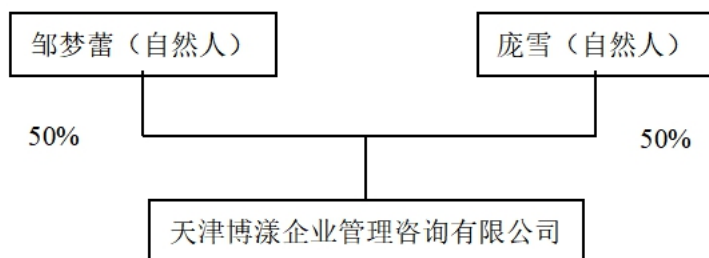 邹梦蕾（自然人）
庞雪（自然人）
50%
50%
天津博漾企业管理咨询有限公司